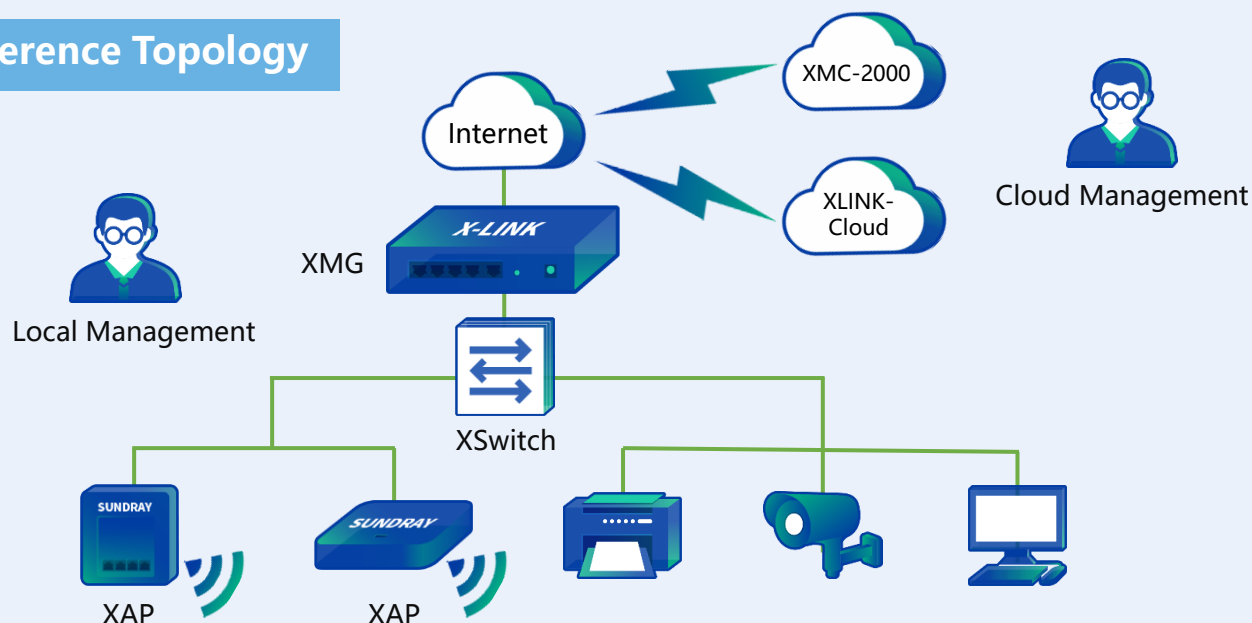 erence Topology
XMC-2000
Internet
Cloud Management
XLINK-
Cloud
X-LINK
XMG
Local Management
XSwitch
SUNDRAY
SUNDRAY
XAP
XAP